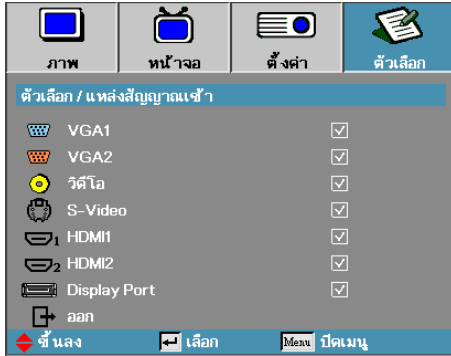 ภาพ หน้าจอ ตั้งค่า ตัวเลือก
ตัวเลือก / แหล่งสัญญาณเข้า
VGA1
VGA2
วิดีโอ
S-Video
1 HDMI1
2 HDMI2
Display Port
ออก
ขึ้นลง เลือก Menu ปิดเมนู